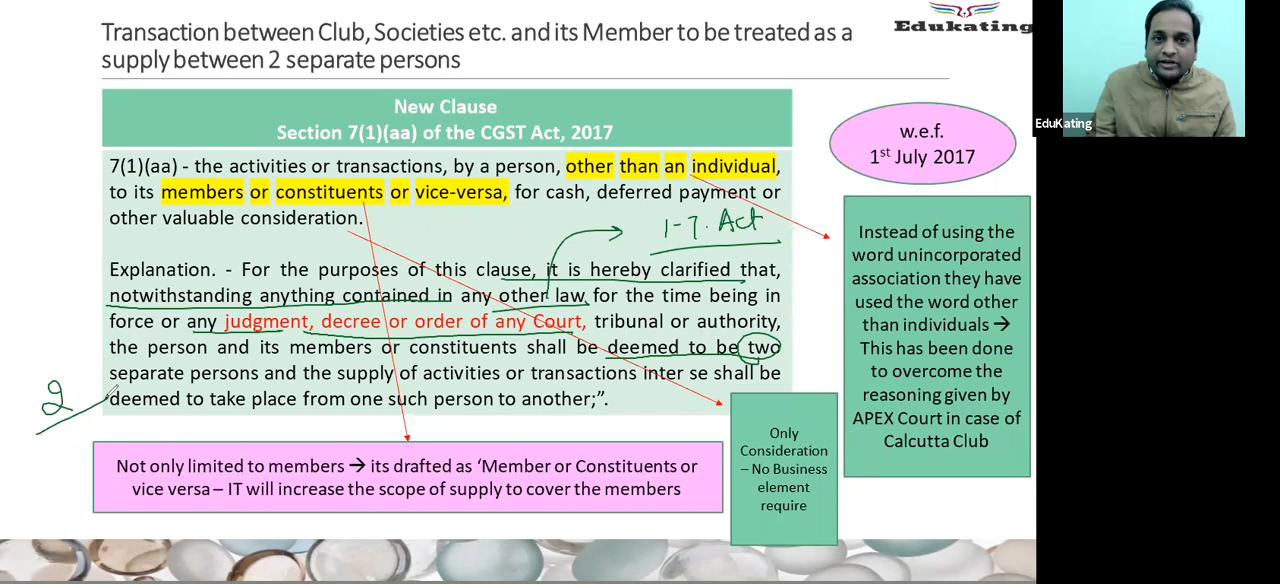 Transaction between Club, Societies etc. and its Member to be treated as a
supply between 2 separate persons
Edukating
EduKating
New Clause
Section 7(1)(aa) of the CGST Act, 2017
7(1)(aa) - the activities or transactions, by a person, other than an individual,
to its members or constituents or vice-versa, for cash, deferred payment or
other valuable consideration.
1-7. Act
Explanation. - For the purposes of this clause, it is hereby clarified that,
notwithstanding anything contained in any other law for the time being in
force or any judgment, decree or order of any Court, tribunal or authority,
the person and its members or constituents shall be deemed to be two
separate persons and the supply of activities or transactions inter se shall be
deemed to take place from one such person to another;”.
2
w.e.f.
1st July 2017
Instead of using the
word unincorporated
association they have
used the word other
than individuals →
This has been done
to overcome the
reasoning given by
APEX Court in case of
Calcutta Club
Not only limited to members → its drafted as ‘Member or Constituents or
vice versa – IT will increase the scope of supply to cover the members
Only
Consideration
– No Business
element
require